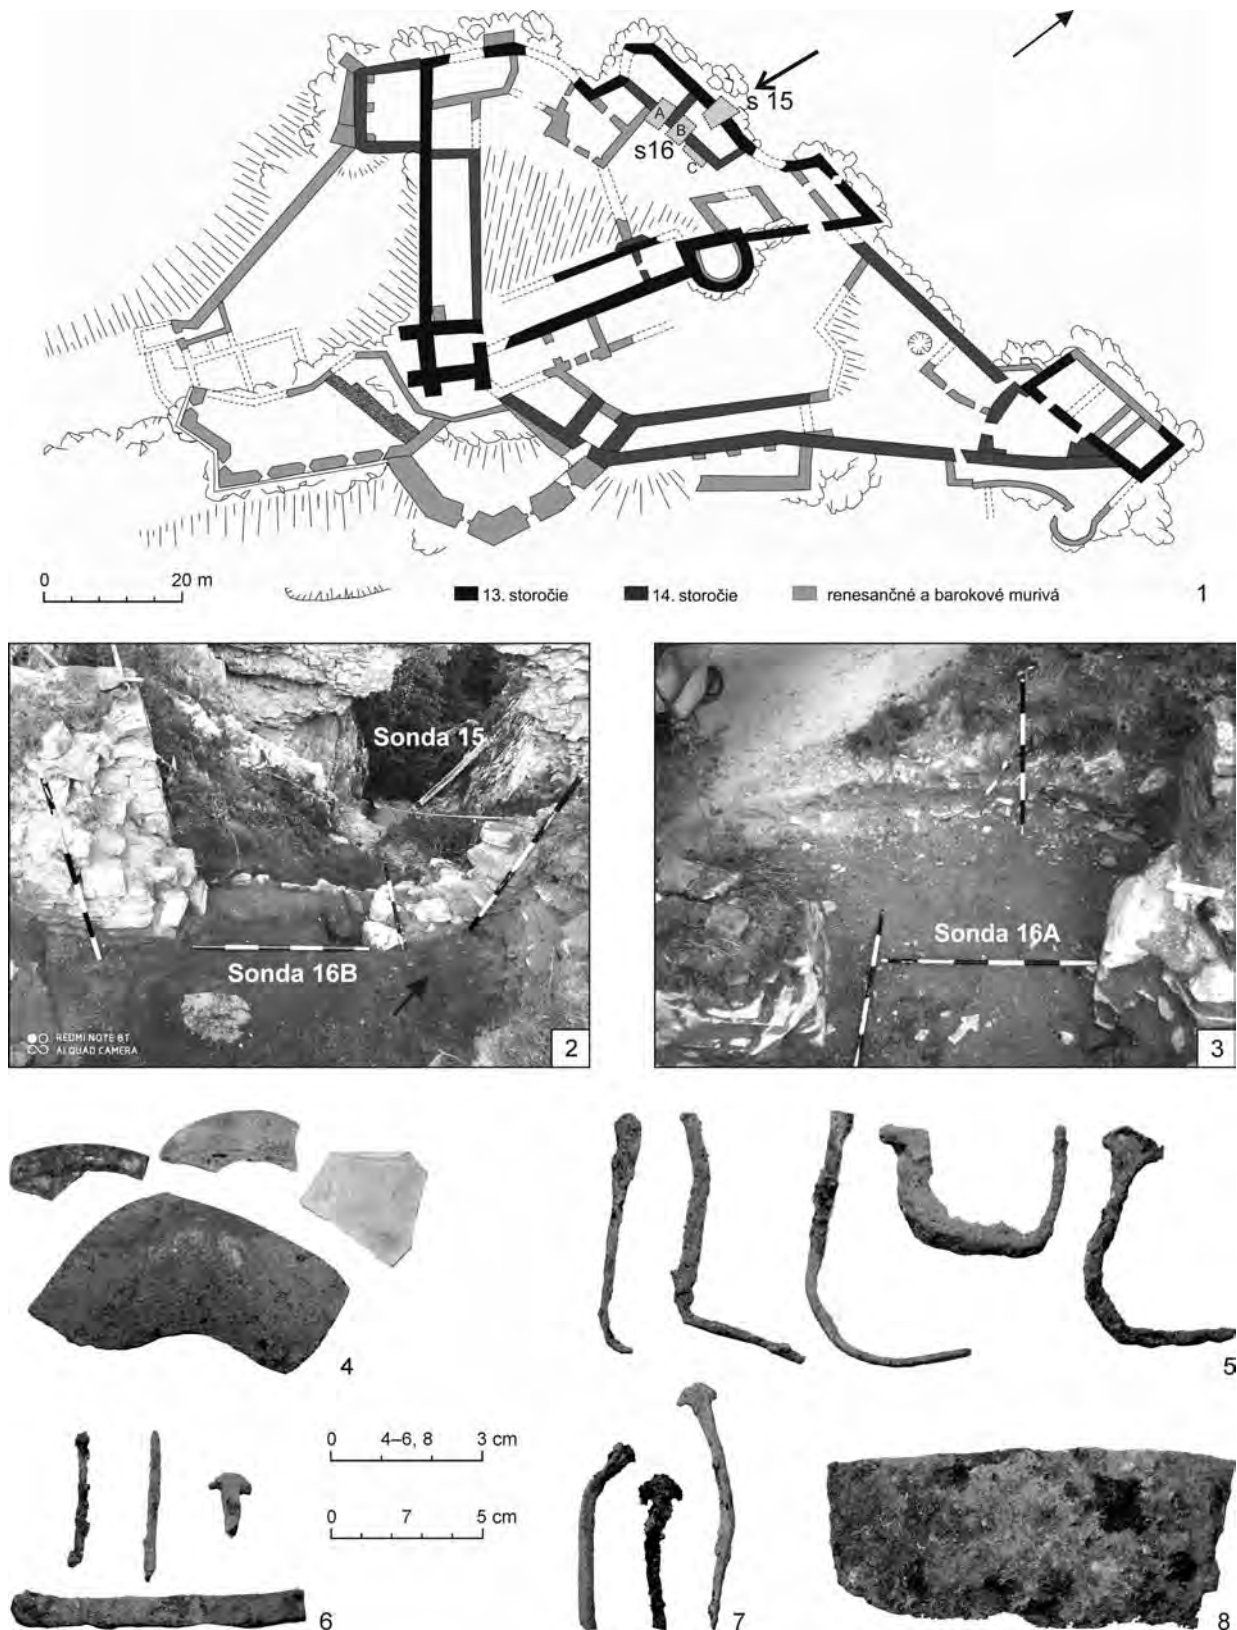 s 15
A
B
s16
C
0 20 m
13. storočie
14. storočie
renesančné a barokové murivá
1
Sonda 15
Sonda 16B
REDMI NOTE 8T
AI QUAD CAMERA
2
Sonda 16A
3
4
5
0 4–6, 8 3 cm
0 7 5 cm
6
7
8